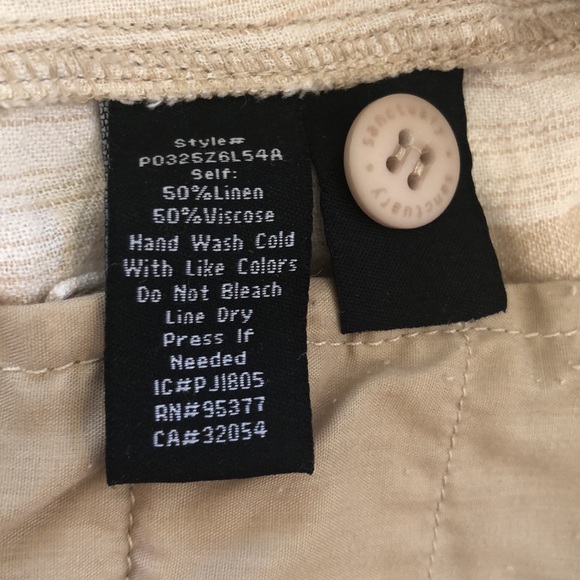 Style#
P0325Z6L54A
Self:
50%Linen
50%Viscose
Hand Wash Cold
With Like Colors
Do Not Bleach
Line Dry
Press If
Needed
IC#PJ1805
RN#95377
CA#32054
sanctuary • sanctuary •